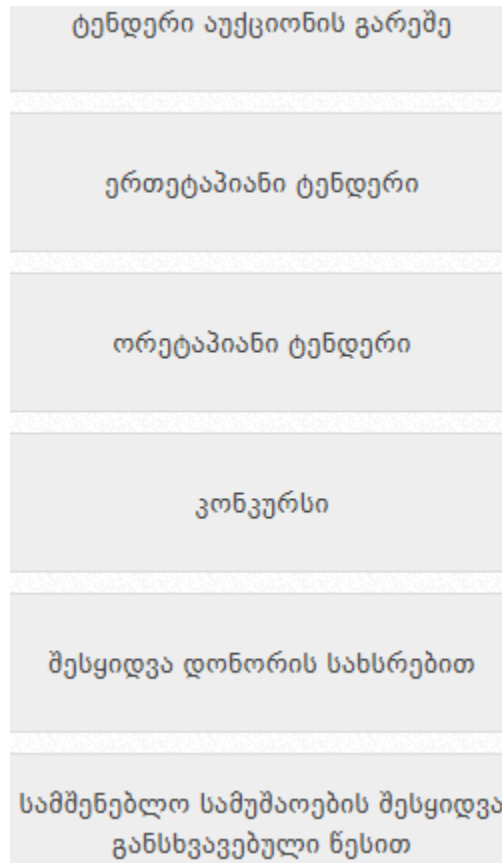 ტენდერი აუქციონის გარეშე
ერთეტაპიანი ტენდერი
ორეტაპიანი ტენდერი
კონკურსი
შესყიდვა დონორის სახსრებით
სამშენებლო სამუშაოების შესყიდვა
განსხვავებული წესით